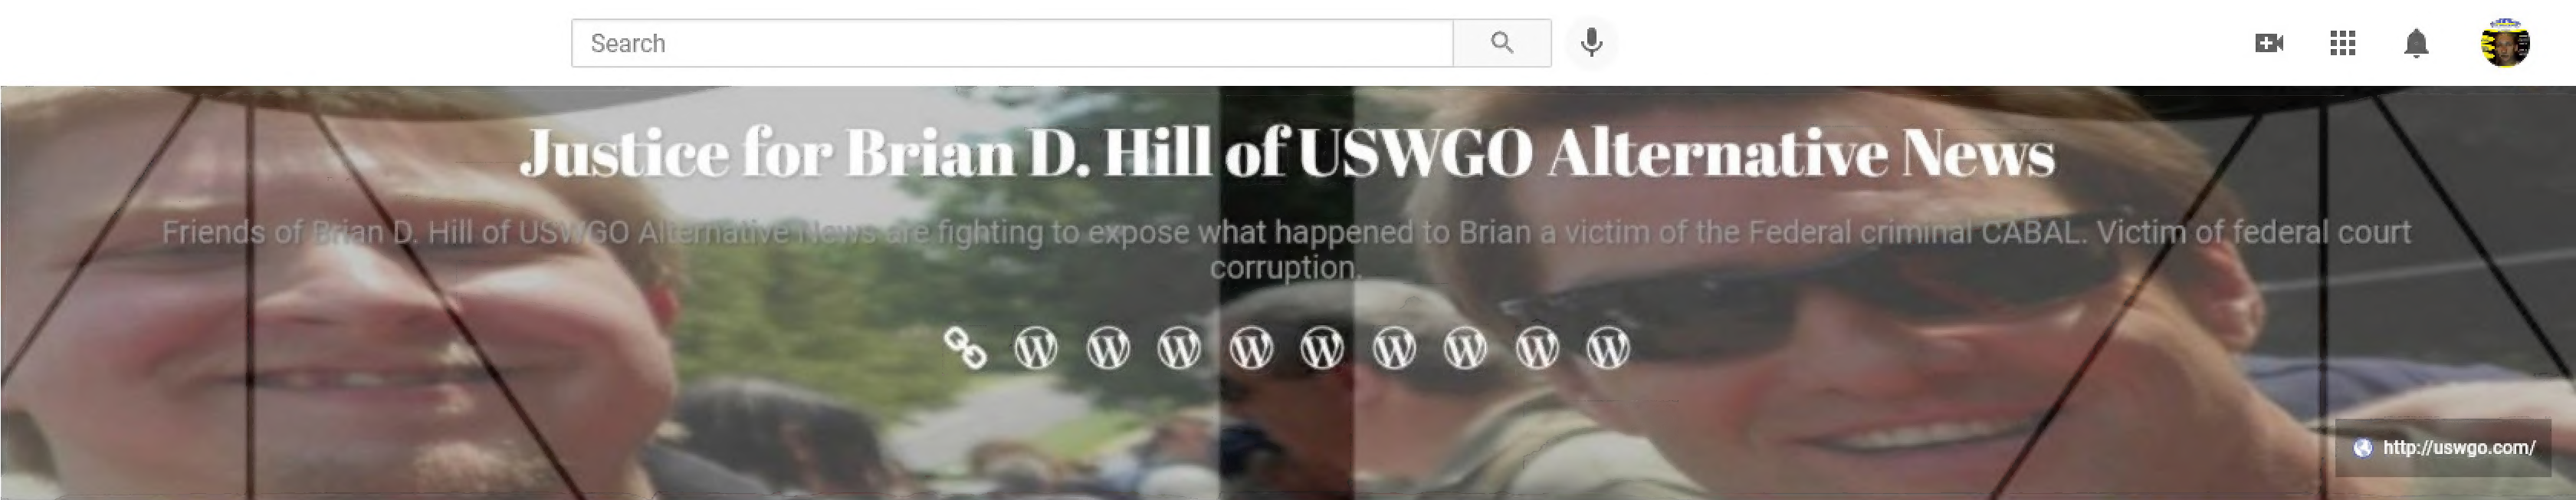 Search
Justice for Brian D. Hill of USWGO Alternative News
Friends of Brian D. Hill of USWGO Alternative News are fighting to expose what happened to Brian a victim of the Federal criminal CABAL. Victim of federal court
corruption.
http://uswgo.com/